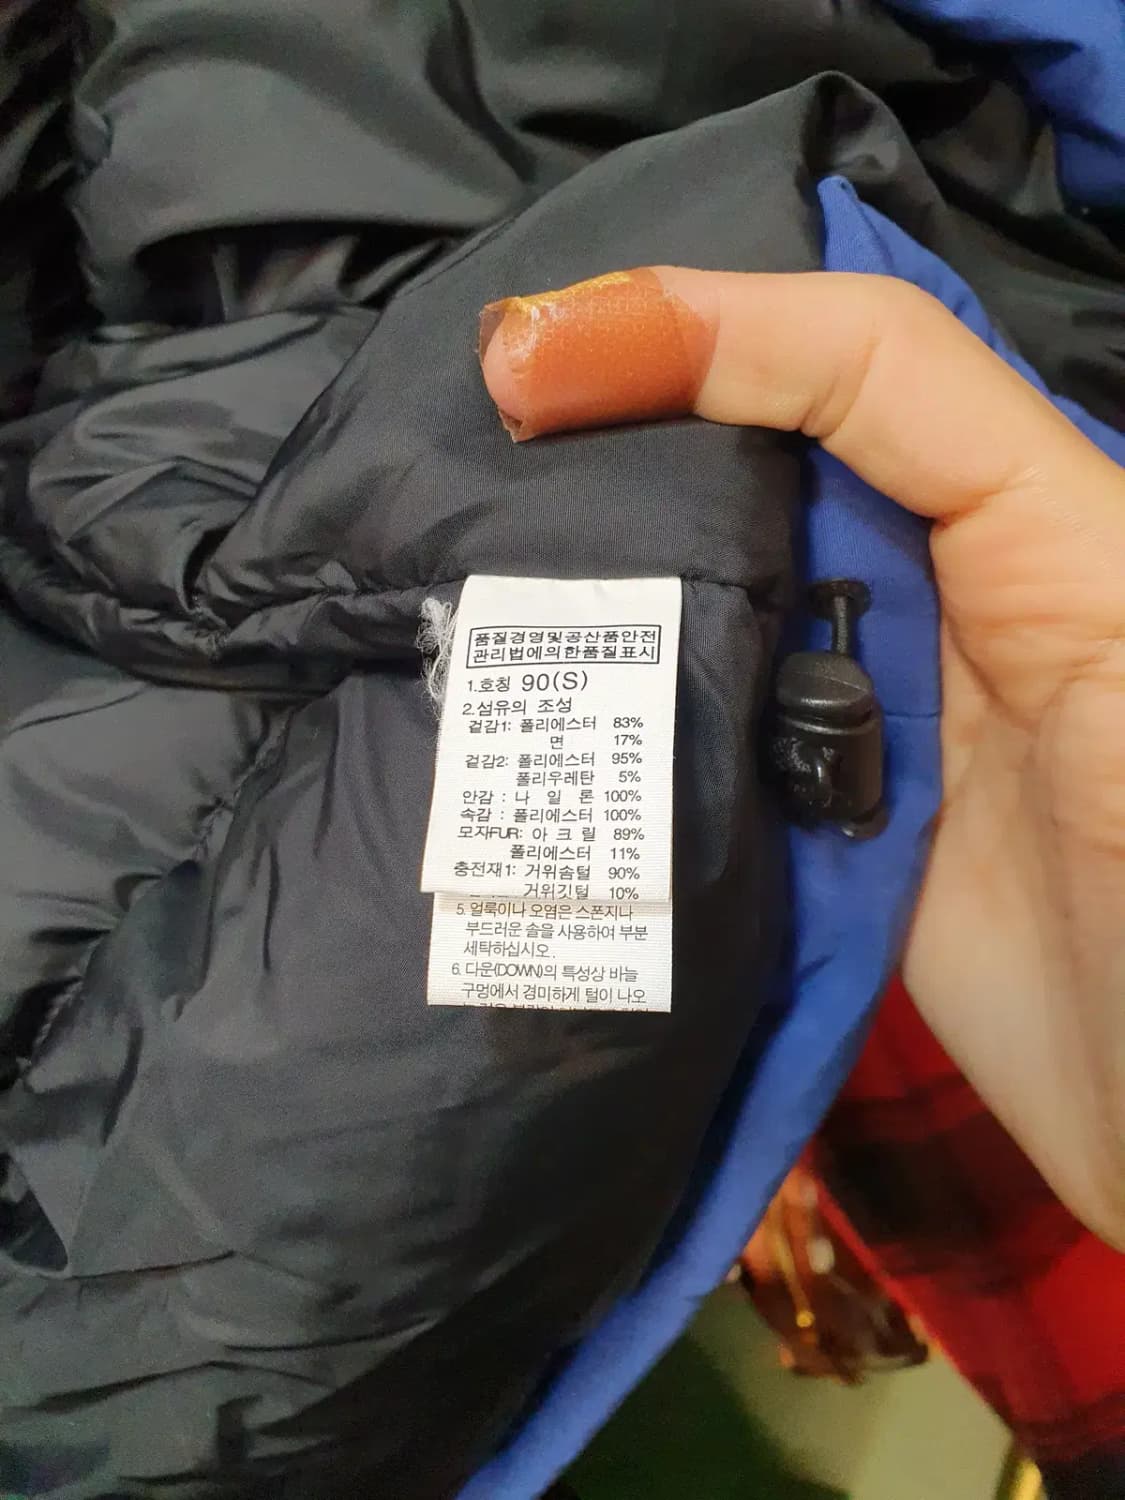 품질경영및공산품안전
관리법에의한품질표시
1.호칭 90(S)
2.섬유의 조성
겉감1: 폴리에스터 83%
면 17%
겉감2: 폴리에스터 95%
폴리우레탄 5%
안감 : 나 일 론 100%
속감 : 폴리에스터 100%
모자FUR: 아 크 릴 89%
폴리에스터 11%
충전재1: 거위솜털 90%
거위깃털 10%
5. 얼룩이나 오염은 스폰지나
부드러운 솔을 사용하여 부분
세탁하십시오.
6. 다운(DOWN)의 특성상 바늘
구멍에서 경미하게 털이 나오